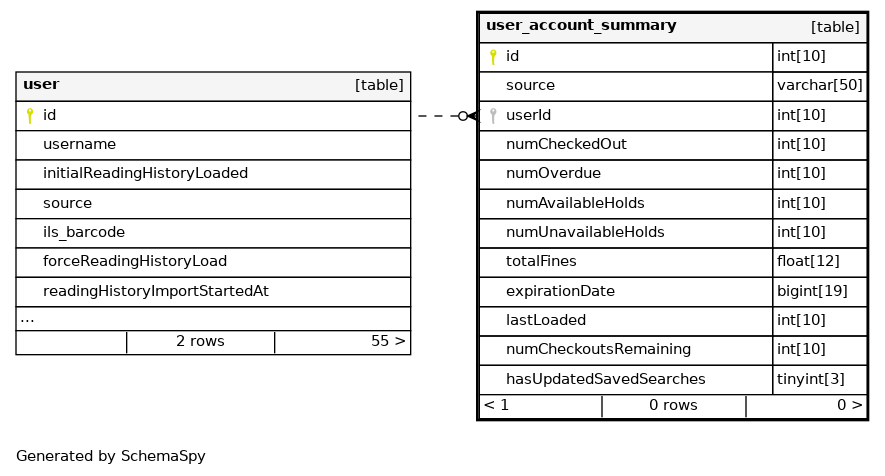 user [table]
id
username
initialReadingHistoryLoaded
source
ils_barcode
forceReadingHistoryLoad
readingHistoryImportStartedAt
...
2 rows 55 >
user_account_summary [table]
id int[10]
source varchar[50]
userId int[10]
numCheckedOut int[10]
numOverdue int[10]
numAvailableHolds int[10]
numUnavailableHolds int[10]
totalFines float[12]
expirationDate bigint[19]
lastLoaded int[10]
numCheckoutsRemaining int[10]
hasUpdatedSavedSearches tinyint[3]
< 1 0 rows 0 >
Generated by SchemaSpy